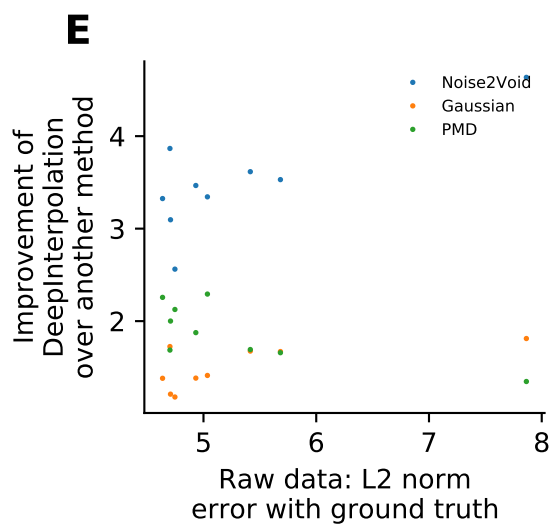 E
Improvement of
DeepInterpolation
over another method
4
3
2
Noise2Void
Gaussian
PMD
5 6 7 8
Raw data: L2 norm
error with ground truth